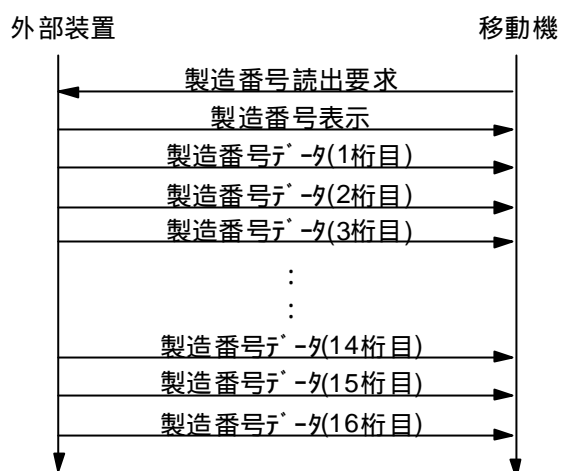 外部装置
移動機
製造番号読出要求
製造番号表示
製造番号ﾃﾞｰﾀ(1桁目)
製造番号ﾃﾞｰﾀ(2桁目)
製造番号ﾃﾞｰﾀ(3桁目)
:
:
製造番号ﾃﾞｰﾀ(14桁目)
製造番号ﾃﾞｰﾀ(15桁目)
製造番号ﾃﾞｰﾀ(16桁目)